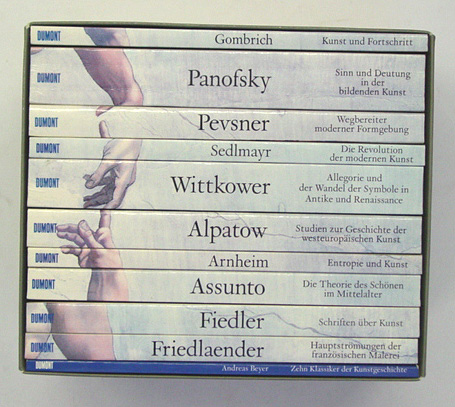 DUMONT
Gombrich
Kunst und Fortschritt
DUMONT
Panofsky
Sinn und Deutung
in der
bildenden Kunst
DUMONT
Pevsner
Wegbereiter
moderner Formgebung
DUMONT
Sedlmayr
Die Revolution
der modernen Kunst
DUMONT
Wittkower
Allegorie und
der Wandel der Symbole in
Antike und Renaissance
DUMONT
Alpatow
Studien zur Geschichte der
westeuropäischen Kunst
DUMONT
Arnheim
Entropie und Kunst
DUMONT
Assunto
Die Theorie des Schönen
im Mittelalter
DUMONT
Fiedler
Schriften über Kunst
DUMONT
Friedlaender
Hauptströmungen der
französischen Malerei
DUMONT
Andreas Beyer
Zehn Klassiker der Kunstgeschichte